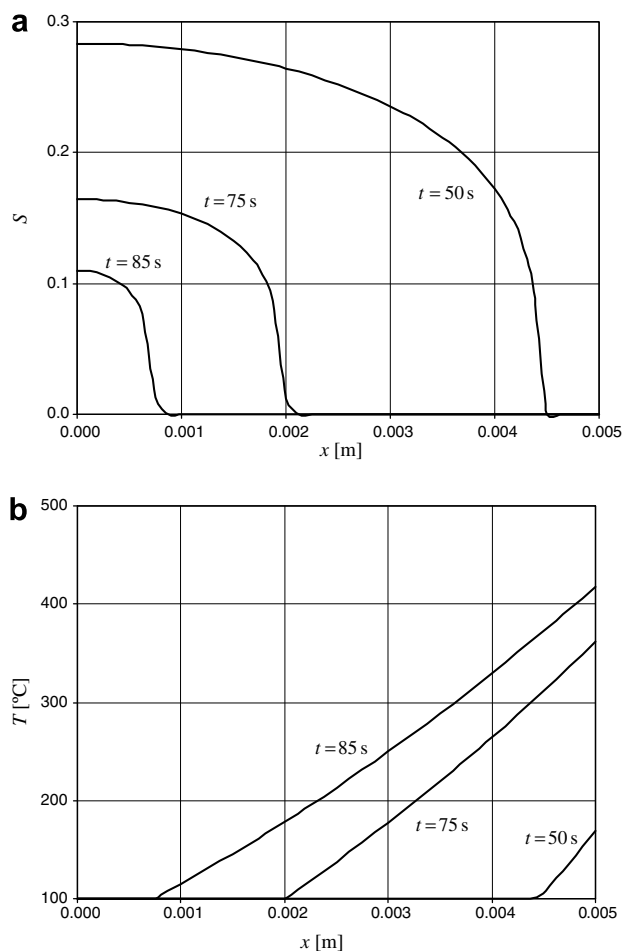 a
0.3
0.2
0.1
0.0
S
t = 50 s
t = 75 s
t = 85 s
0.000 0.001 0.002 0.003 0.004 0.005
x [m]
b
500
400
300
200
100
T [ºC]
t = 85 s
t = 75 s
t = 50 s
0.000 0.001 0.002 0.003 0.004 0.005
x [m]